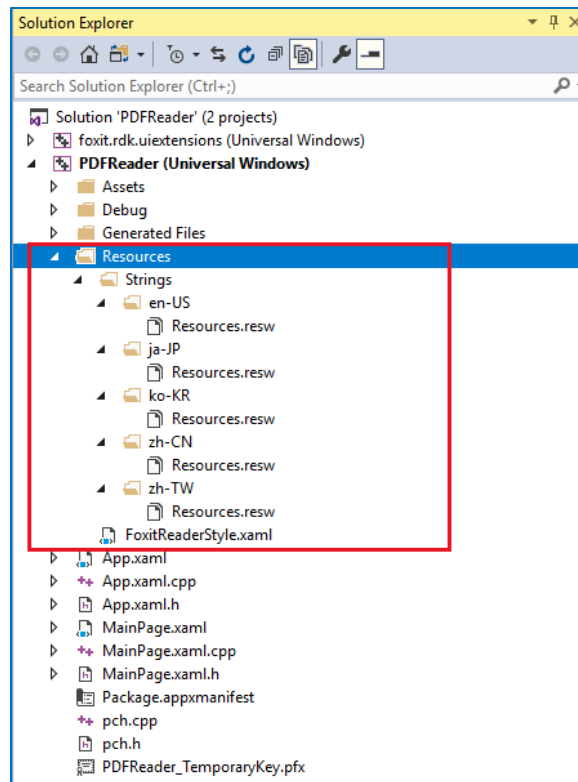 Solution Explorer
Search Solution Explorer (Ctrl+;)
Solution 'PDFReader' (2 projects)
foxit.rdk.uiextensions (Universal Windows)
PDFReader (Universal Windows)
Assets
Debug
Generated Files
Resources
Strings
en-US
Resources.resw
ja-JP
Resources.resw
ko-KR
Resources.resw
zh-CN
Resources.resw
zh-TW
Resources.resw
FoxitReaderStyle.xaml
App.xaml
App.xaml.cpp
App.xaml.h
MainPage.xaml
MainPage.xaml.cpp
MainPage.xaml.h
Package.appxmanifest
pch.cpp
pch.h
PDFReader_TemporaryKey.pfx